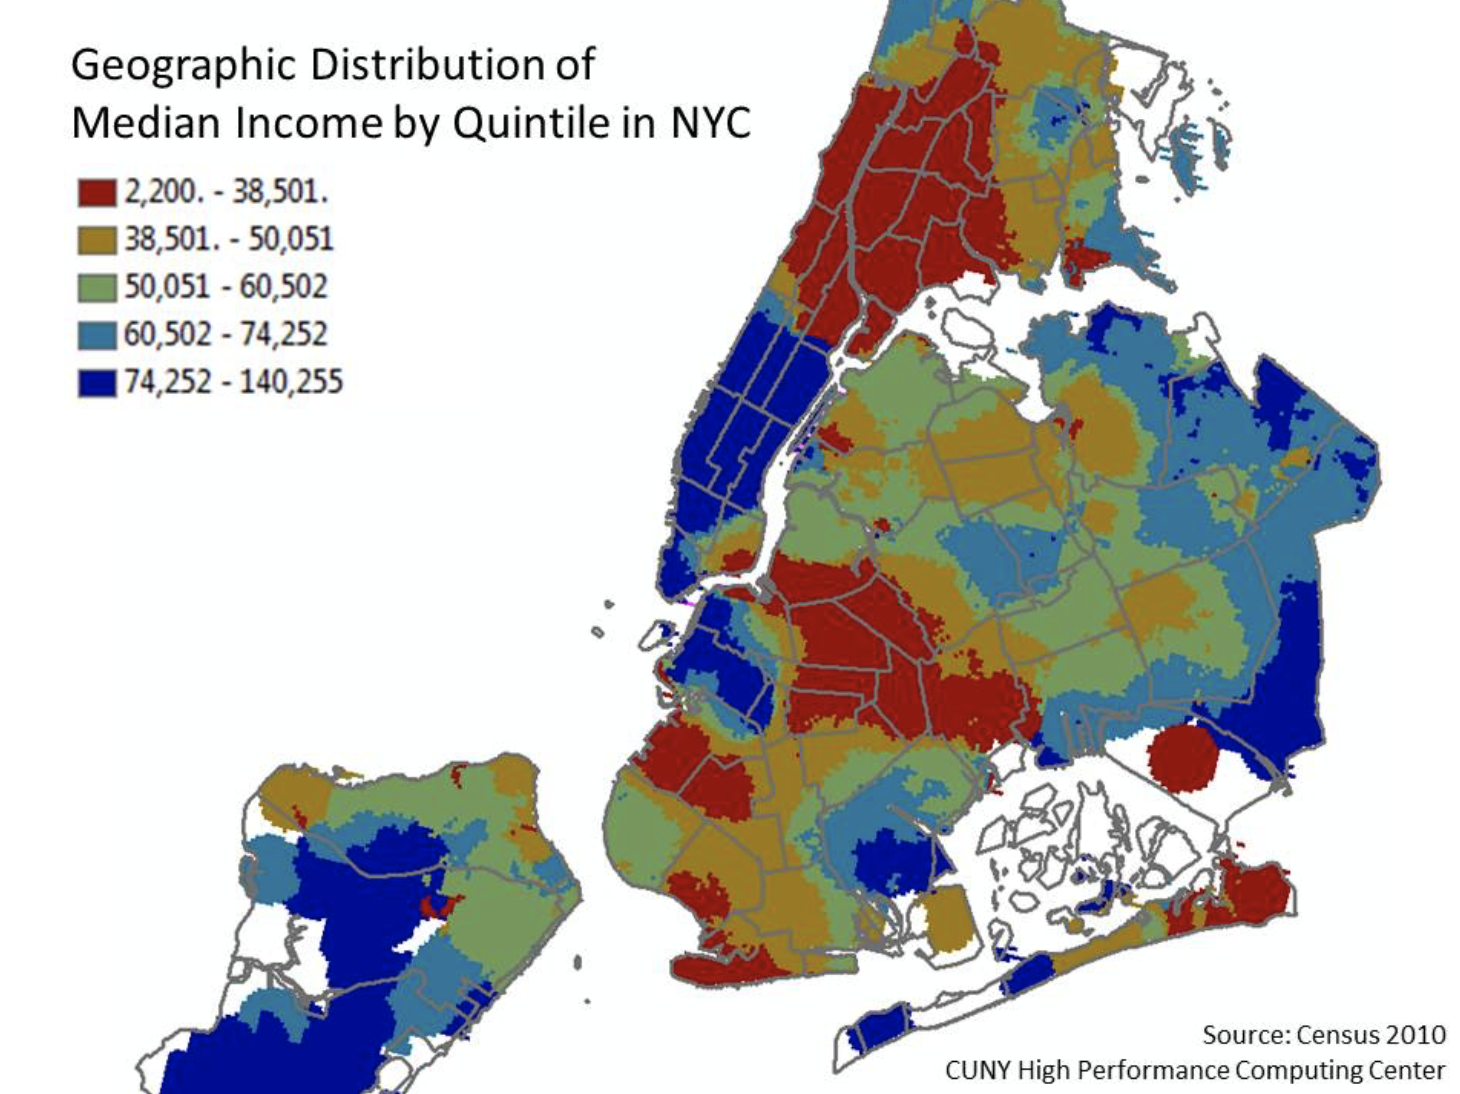 Geographic Distribution of
Median Income by Quintile in NYC
2,200. - 38,501.
38,501. - 50,051
50,051 - 60,502
60,502 - 74,252
74,252 - 140,255
Source: Census 2010
CUNY High Performance Computing Center